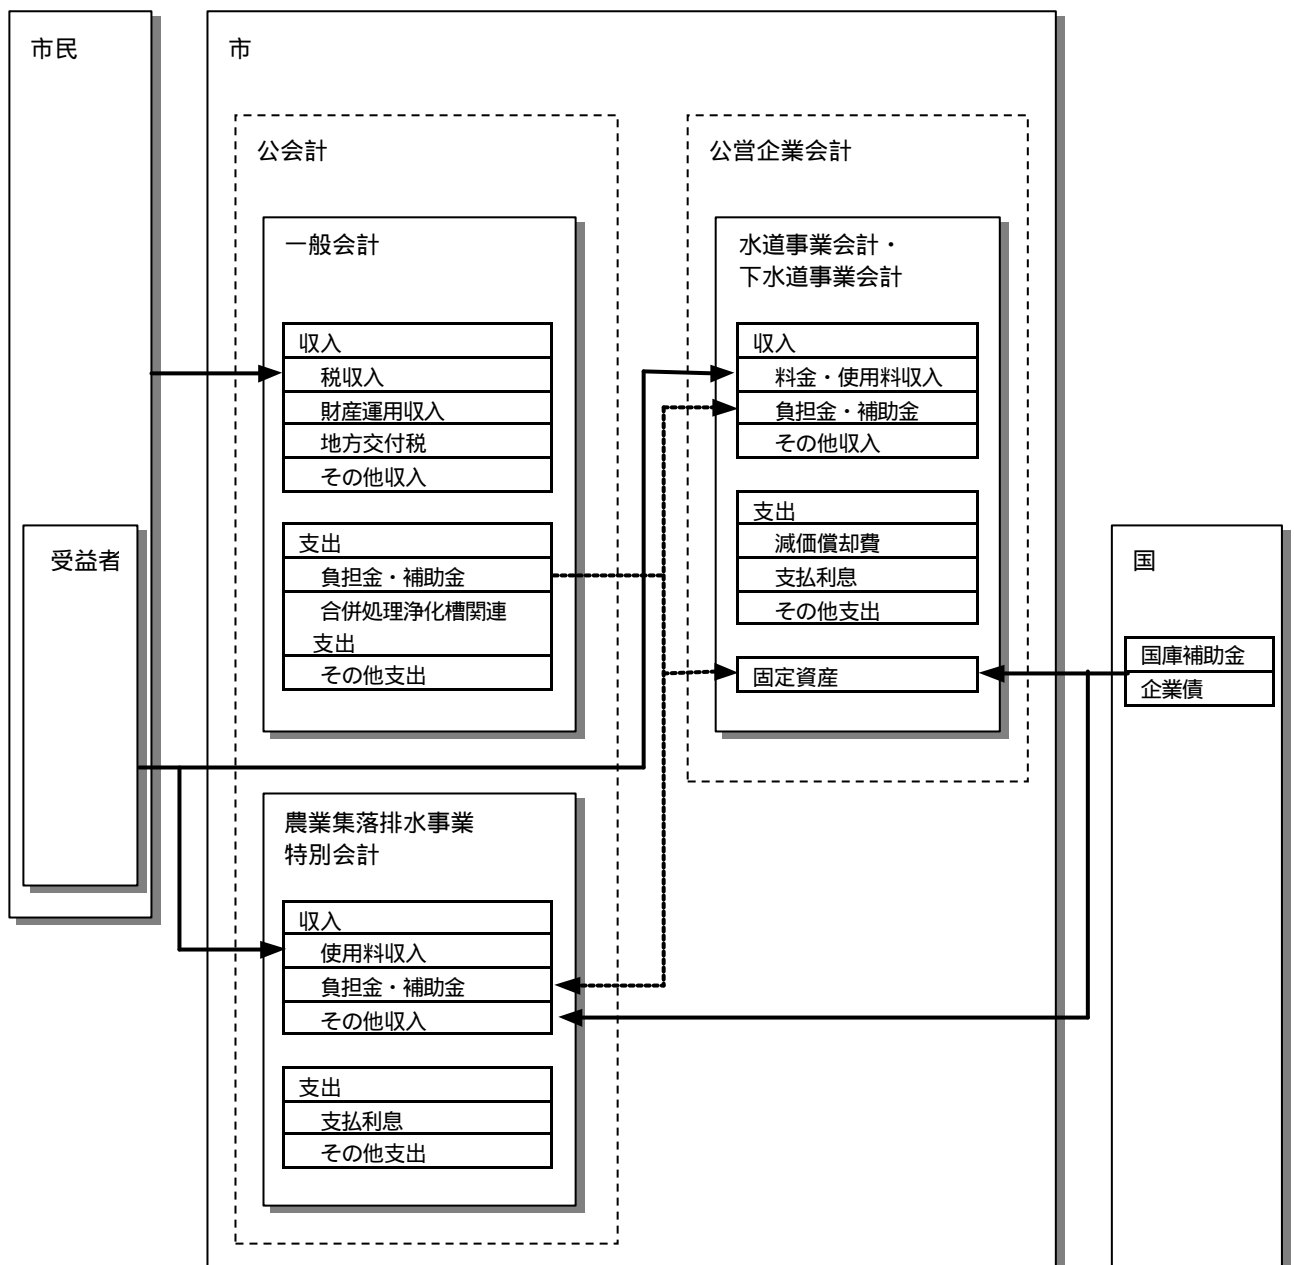 市民
受益者
市
公会計
一般会計
収入
税収入
財産運用収入
地方交付税
その他収入
支出
負担金・補助金
合併処理浄化槽関連
支出
その他支出
農業集落排水事業
特別会計
収入
使用料収入
負担金・補助金
その他収入
支出
支払利息
その他支出
公営企業会計
水道事業会計・
下水道事業会計
収入
料金・使用料収入
負担金・補助金
その他収入
支出
減価償却費
支払利息
その他支出
固定資産
国
国庫補助金
企業債